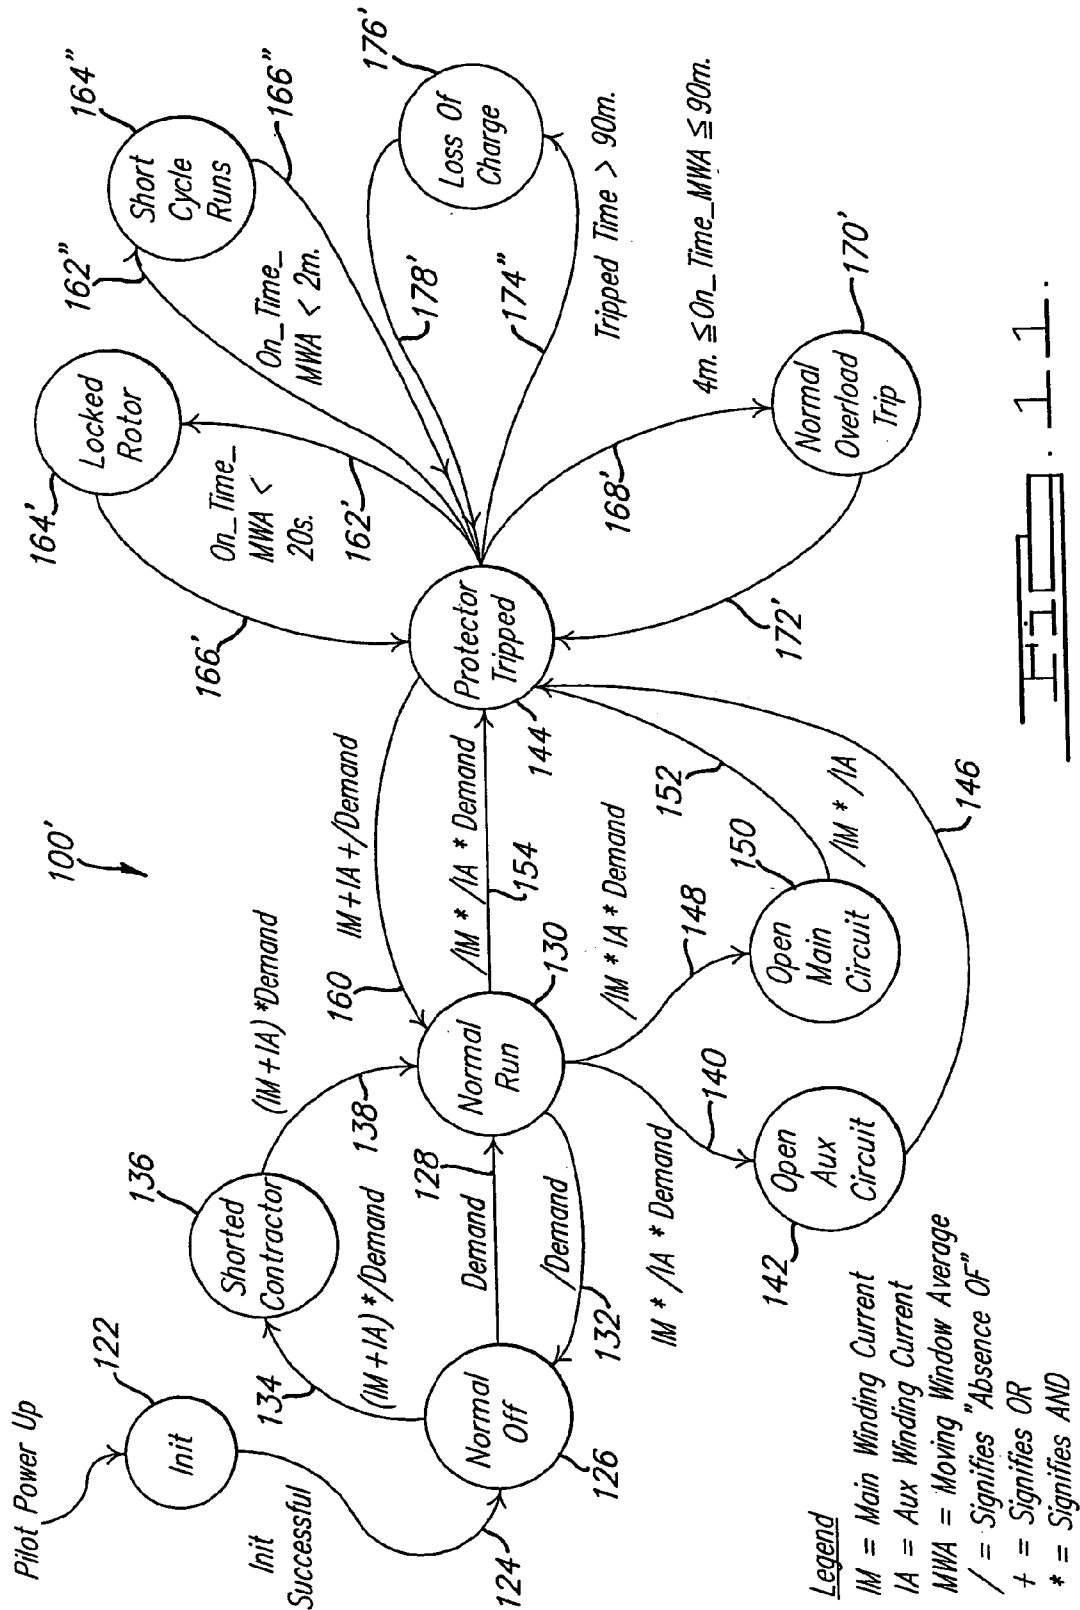 100'
Pilot Power Up
122
Init
Init
Successful
124
Normal
Off
126
134
(IM + IA) * /Demand
136
Shorted
Contractor
(IM + IA) *Demand
138
128
Demand
/Demand
132
Normal
Run
130
160
IM + IA + /Demand
/IM * /IA * Demand
154
IM * /IA * Demand
140
Open
Aux
Circuit
142
/IM * IA * Demand
148
Open
Main
Circuit
150
152
/IM * /IA
146
Protector
Tripped
144
166'
164'
Locked
Rotor
On_Time_
MWA <
20s.
162'
162"
164"
Short
Cycle
Runs
166"
On_Time_
MWA < 2m.
176'
Loss Of
Charge
178'
174"
Tripped Time > 90m.
4m. ≤ On_Time_MWA ≤ 90m.
168'
170'
Normal
Overload
Trip
172'
Legend
IM = Main Winding Current
IA = Aux Winding Current
MWA = Moving Window Average
/ = Signifies "Absence OF"
+ = Signifies OR
* = Signifies AND
Fig. 11.